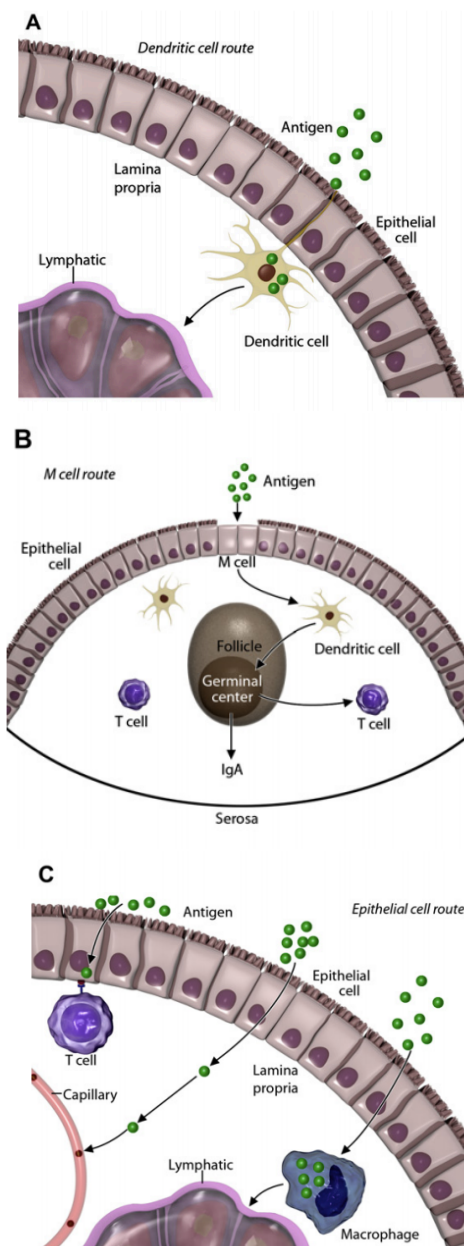 A
Dendritic cell route
Antigen
Lamina
propria
Epithelial
cell
Lymphatic
Dendritic cell
B
M cell route
Antigen
Epithelial
cell
M cell
Follicle
Dendritic cell
Germinal
center
T cell
T cell
IgA
Serosa
C
Antigen
Epithelial cell route
Epithelial
cell
T cell
Lamina
propria
Capillary
Lymphatic
Macrophage